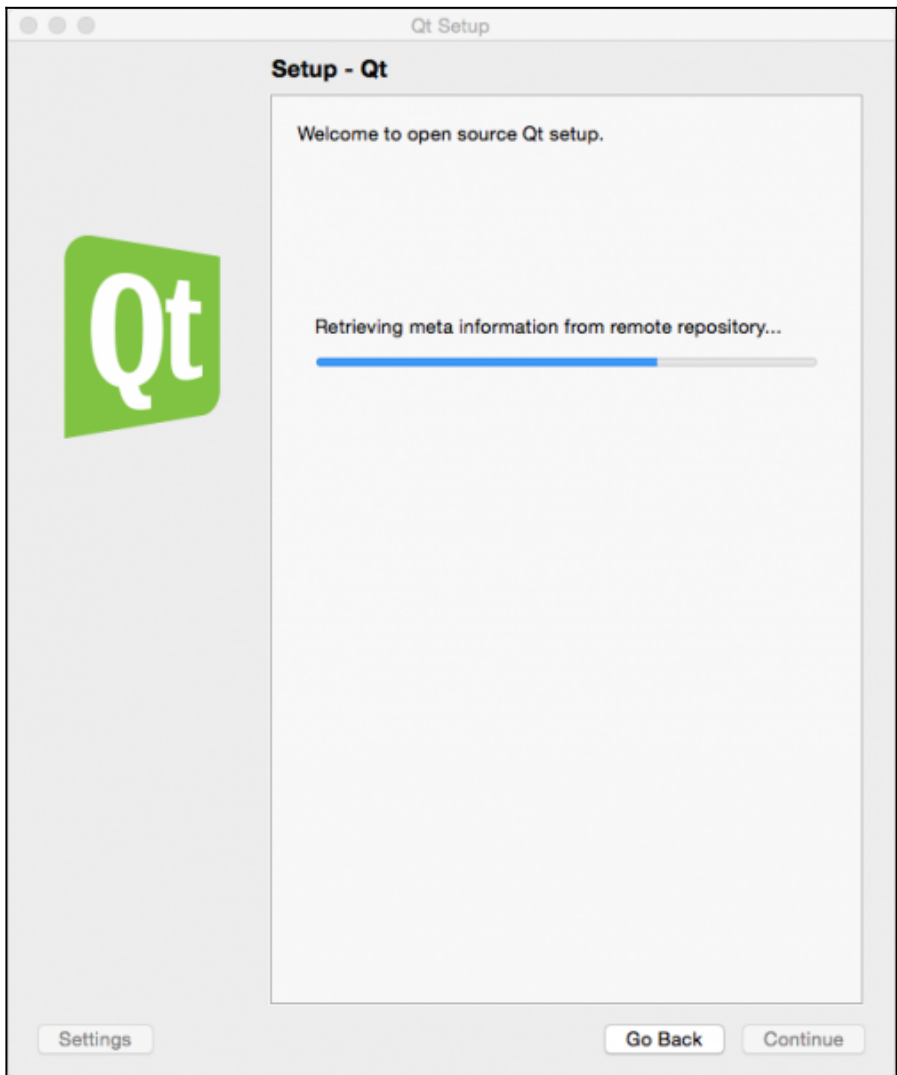 Qt Setup
Setup - Qt
Welcome to open source Qt setup.
Qt
Retrieving meta information from remote repository...
Settings
Go Back
Continue